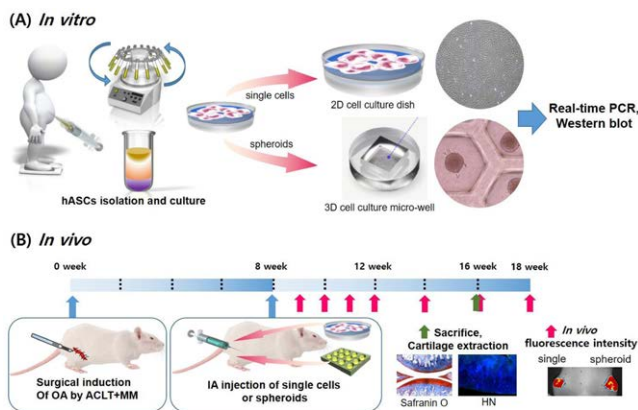 (A) In vitro
single cells
2D cell culture dish
spheroids
3D cell culture micro-well
hASCs isolation and culture
Real-time PCR,
Western blot
(B) In vivo
0 week
8 week
12 week
16 week
18 week
Surgical induction
Of OA by ACLT+MM
IA injection of single cells
or spheroids
Sacrifice,
Cartilage extraction
Safranin O
HN
In vivo
fluorescence intensity
single
spheroid